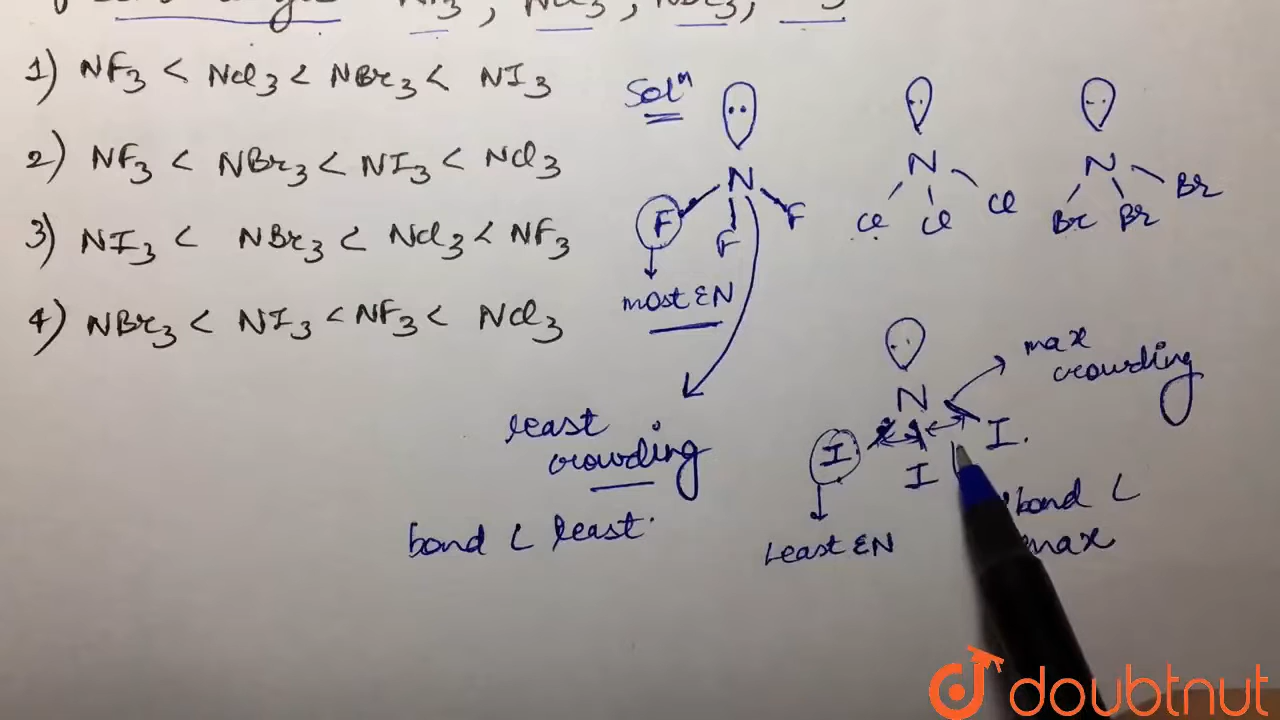 NCl3, NBr3,
1) NF3 < NCl3 < NBr3 < NI3
2) NF3 < NBr3 < NI3 < NCl3
3) NI3 < NBr3 < NCl3 < NF3
4) NBr3 < NI3 < NF3 < NCl3
Solⁿ
N
F
F
F
most EN
least
crowding
bond < least
N
Cl
Cl
Cl
N
Br
Br
Br
N
I
I
I
max
crowding
Least EN
bond <
max
doubtnut